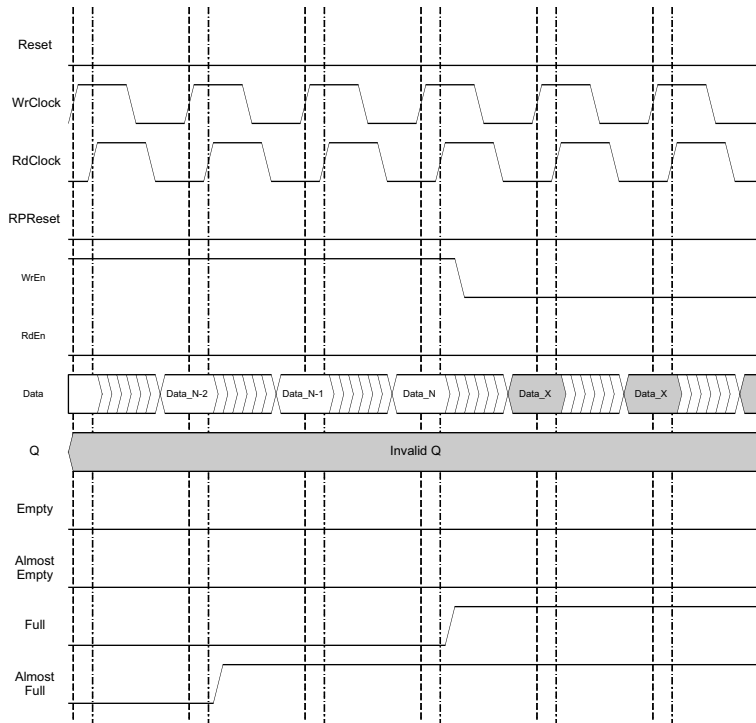 Reset
WrClock
RdClock
RPReset
WrEn
RdEn
Data
Data_N-2
Data_N-1
Data_N
Data_X
Data_X
Q
Invalid Q
Empty
Almost
Empty
Full
Almost
Full